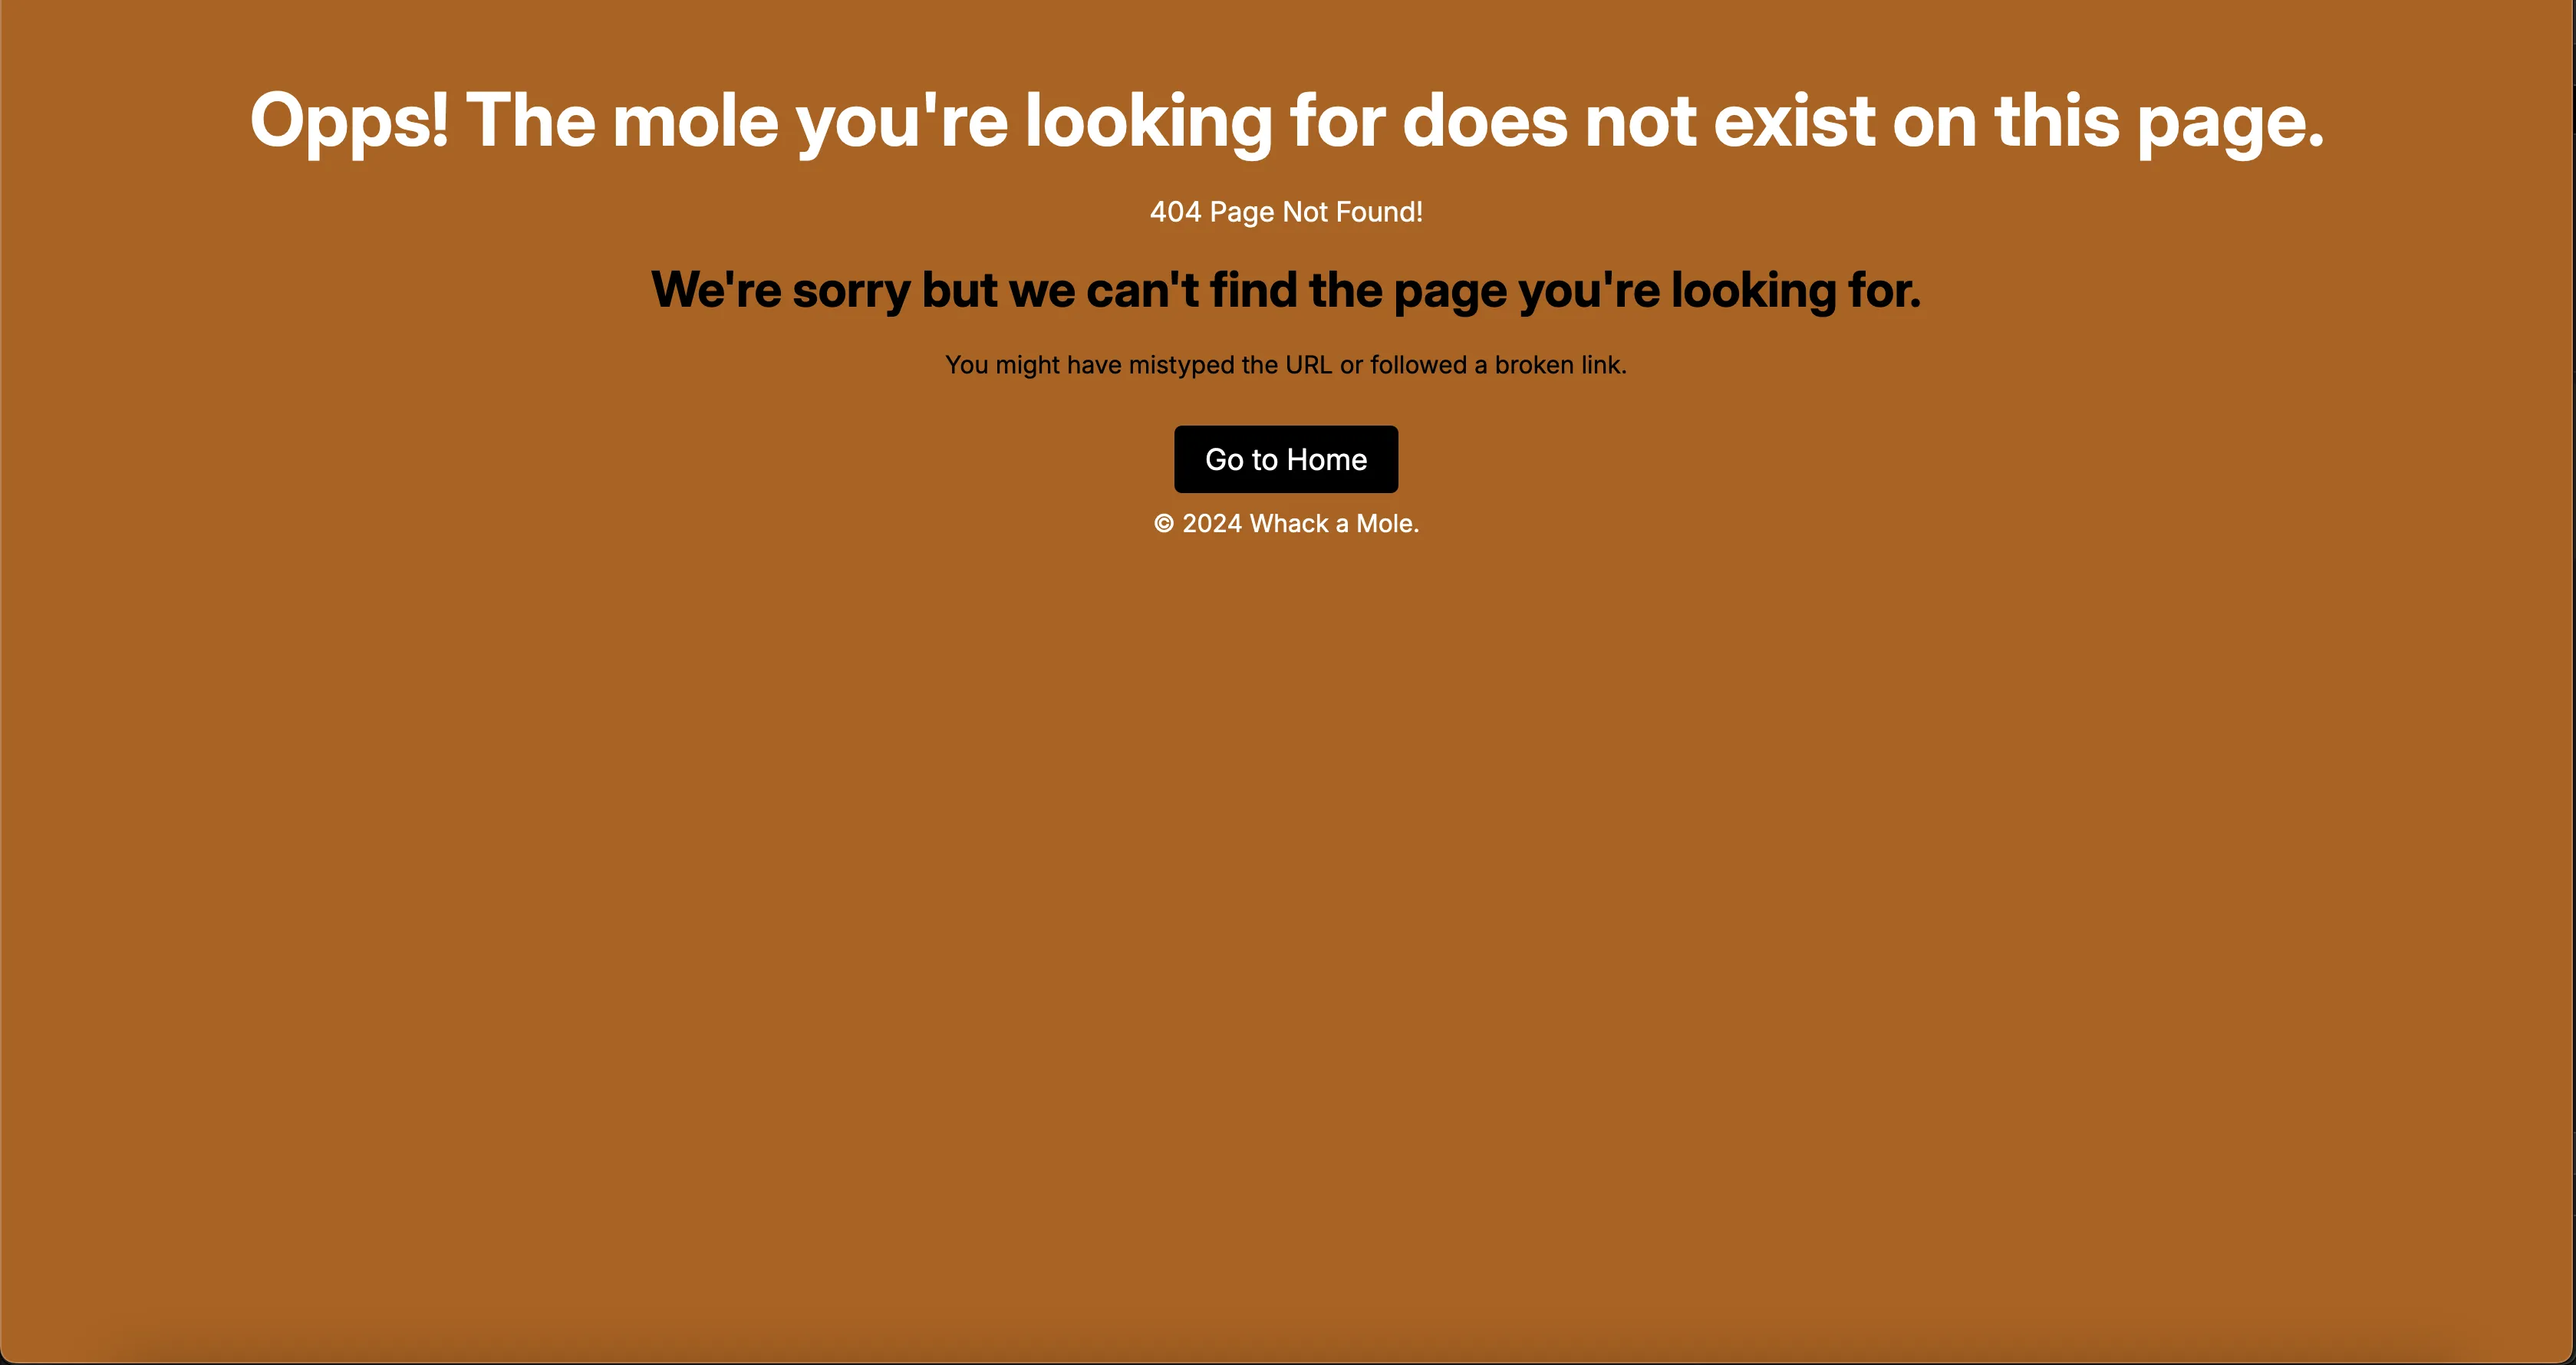 Opps! The mole you're looking for does not exist on this page.
404 Page Not Found!
We're sorry but we can't find the page you're looking for.
You might have mistyped the URL or followed a broken link.
Go to Home
© 2024 Whack a Mole.